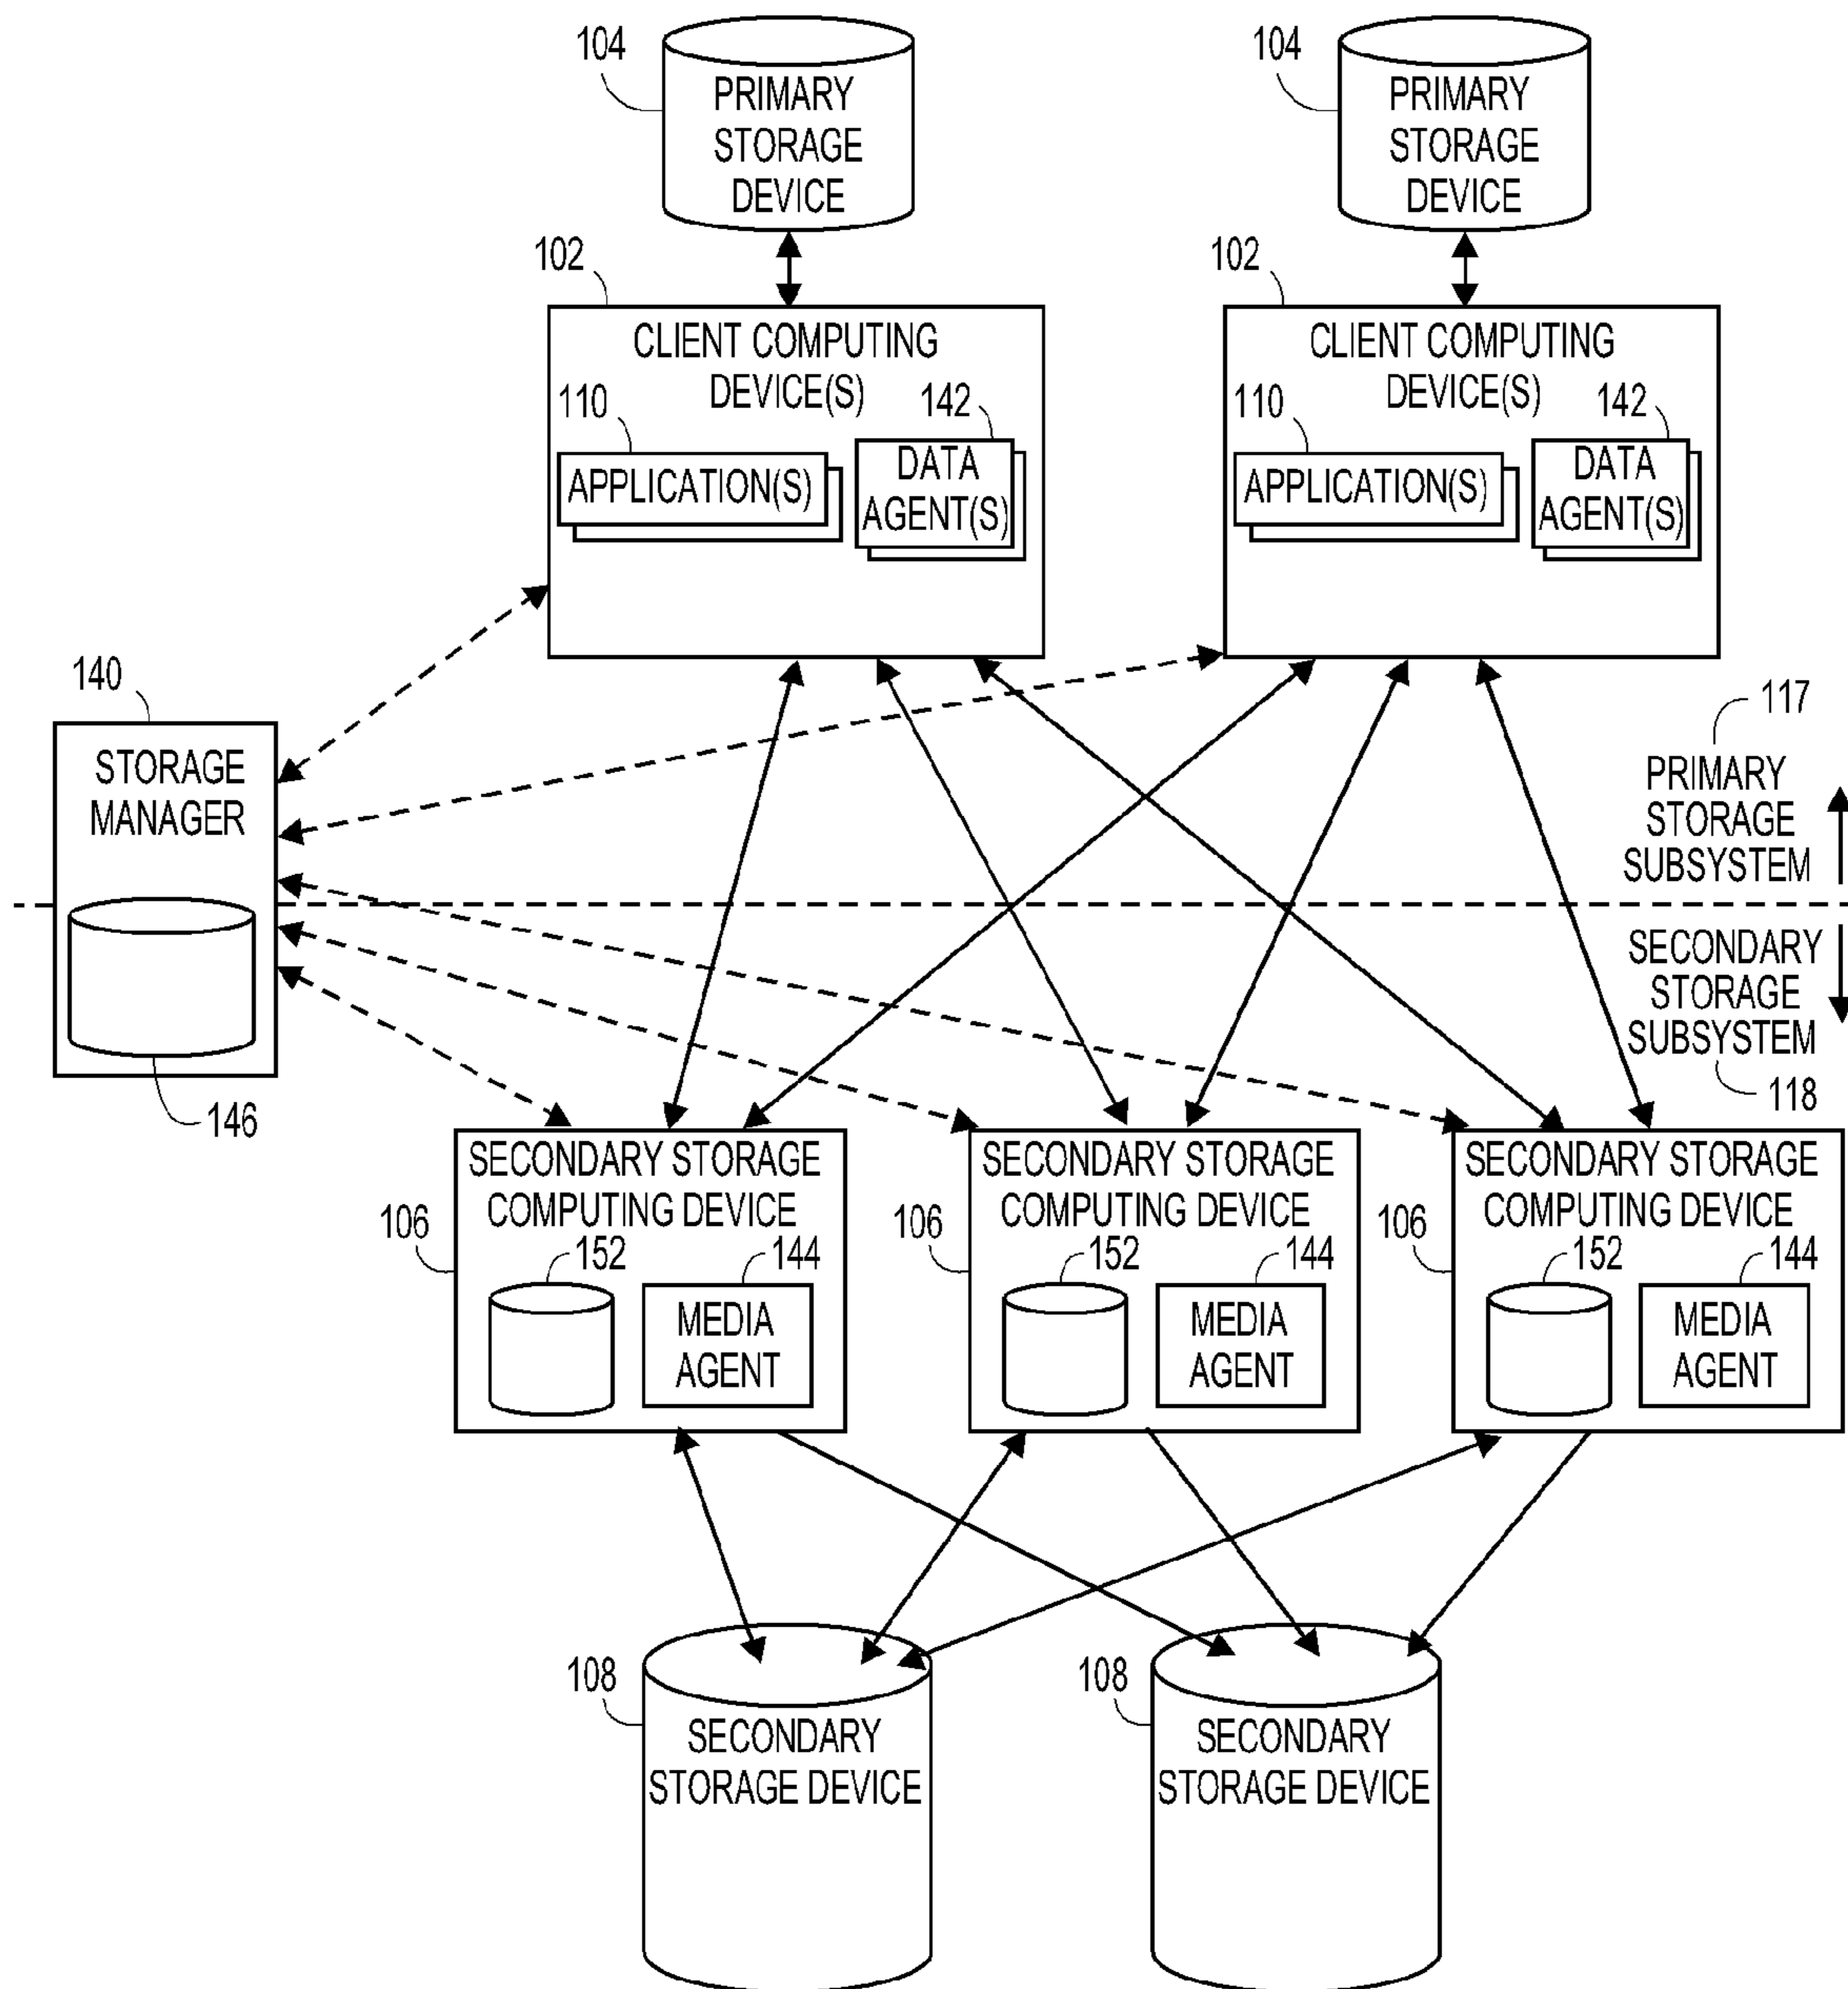 104
PRIMARY
STORAGE
DEVICE
104
PRIMARY
STORAGE
DEVICE
102
CLIENT COMPUTING
DEVICE(S)
110
APPLICATION(S)
142
DATA
AGENT(S)
102
CLIENT COMPUTING
DEVICE(S)
110
APPLICATION(S)
142
DATA
AGENT(S)
140
STORAGE
MANAGER
146
117
PRIMARY
STORAGE
SUBSYSTEM
SECONDARY
STORAGE
SUBSYSTEM
118
SECONDARY STORAGE
COMPUTING DEVICE
106
152
144
MEDIA
AGENT
SECONDARY STORAGE
COMPUTING DEVICE
106
152
144
MEDIA
AGENT
SECONDARY STORAGE
COMPUTING DEVICE
106
152
144
MEDIA
AGENT
108
SECONDARY
STORAGE DEVICE
108
SECONDARY
STORAGE DEVICE